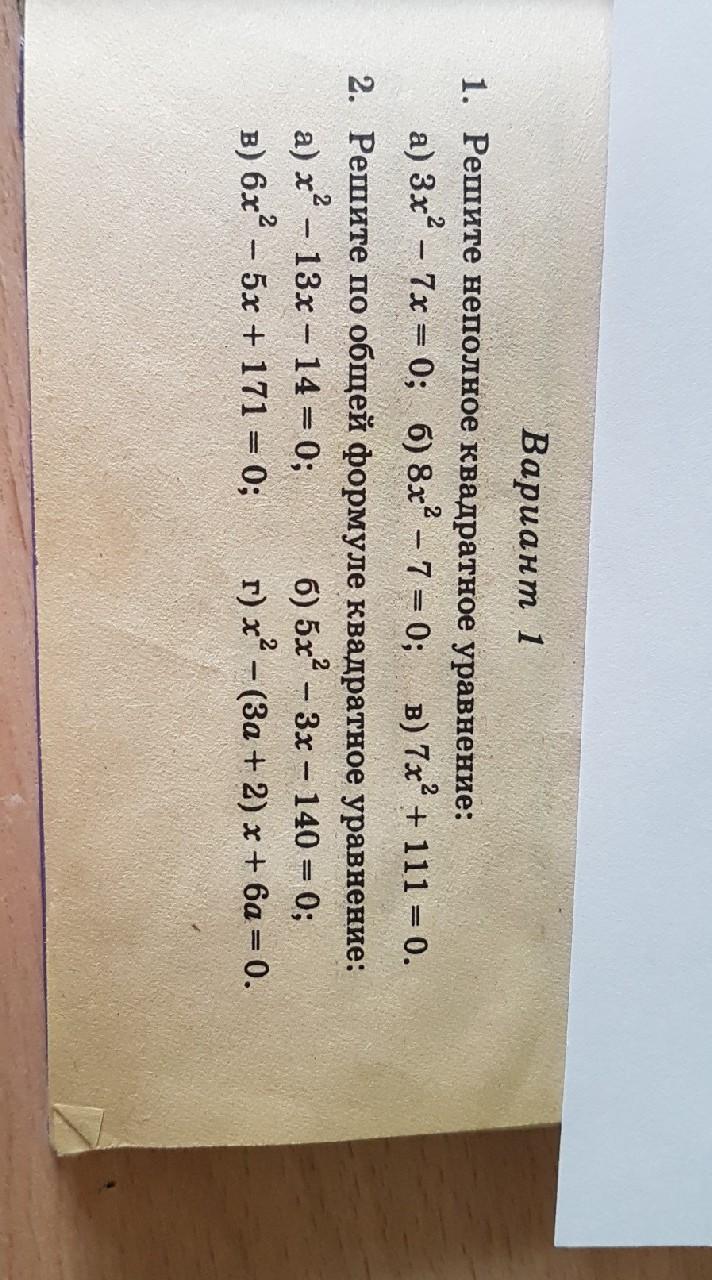 Вариант 1
1. Решите неполное квадратное уравнение:
а) 3x² – 7x = 0; б) 8x² – 7 = 0; в) 7x² + 111 = 0.
2. Решите по общей формуле квадратное уравнение:
а) x² – 13x – 14 = 0; б) 5x² – 3x – 140 = 0;
в) 6x² – 5x + 171 = 0; г) x² – (3a + 2) x + 6a = 0.